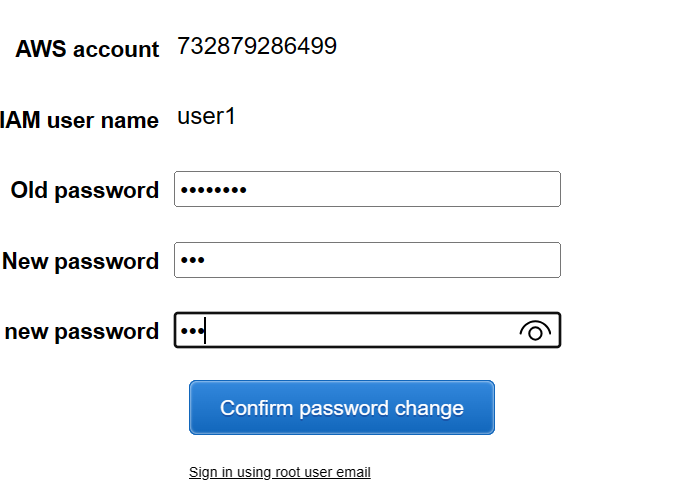 AWS account 732879286499
IAM user name user1
Old password ••••••••
New password •••
new password •••
Confirm password change
Sign in using root user email